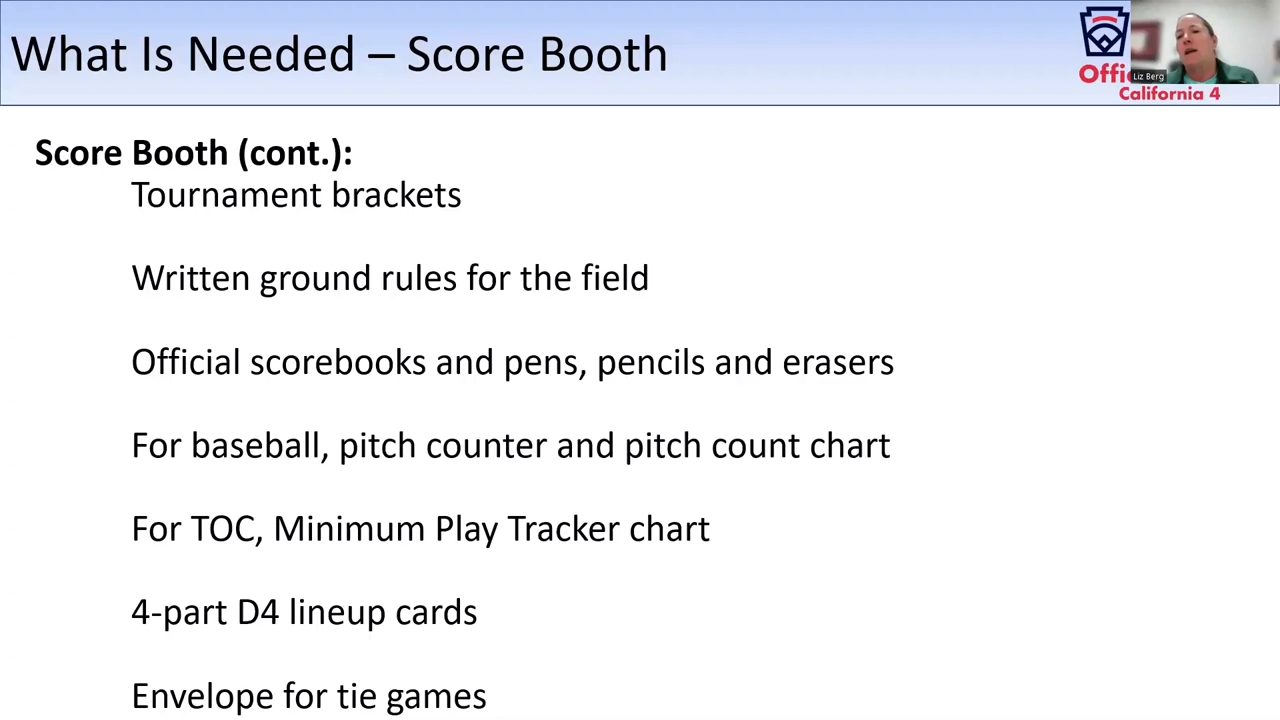 What Is Needed – Score Booth
Liz Berg
California 4
Score Booth (cont.):
Tournament brackets
Written ground rules for the field
Official scorebooks and pens, pencils and erasers
For baseball, pitch counter and pitch count chart
For TOC, Minimum Play Tracker chart
4-part D4 lineup cards
Envelope for tie games